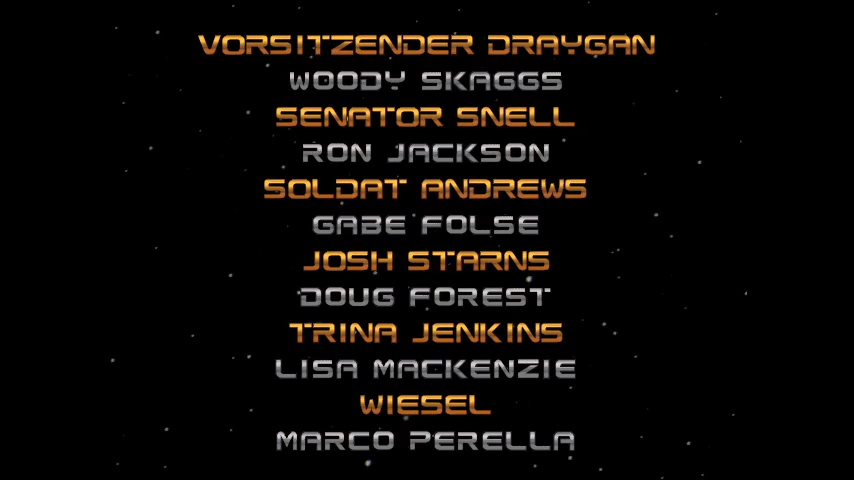 VORSITZENDER DRAYGAN
WOODY SKAGGS
SENATOR SNELL
RON JACKSON
SOLDAT ANDREWS
GABE FOLSE
JOSH STARNS
DOUG FOREST
TRINA JENKINS
LISA MACKENZIE
WIESEL
MARCO PERELLA